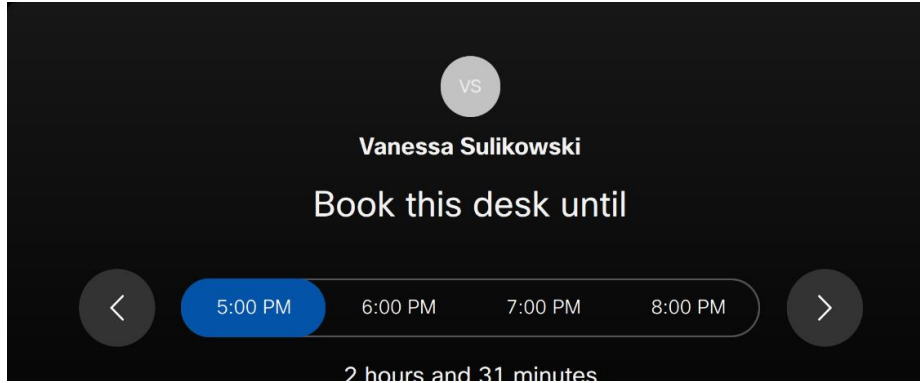 VS
Vanessa Sulikowski
Book this desk until
5:00 PM 6:00 PM 7:00 PM 8:00 PM
2 hours and 31 minutes